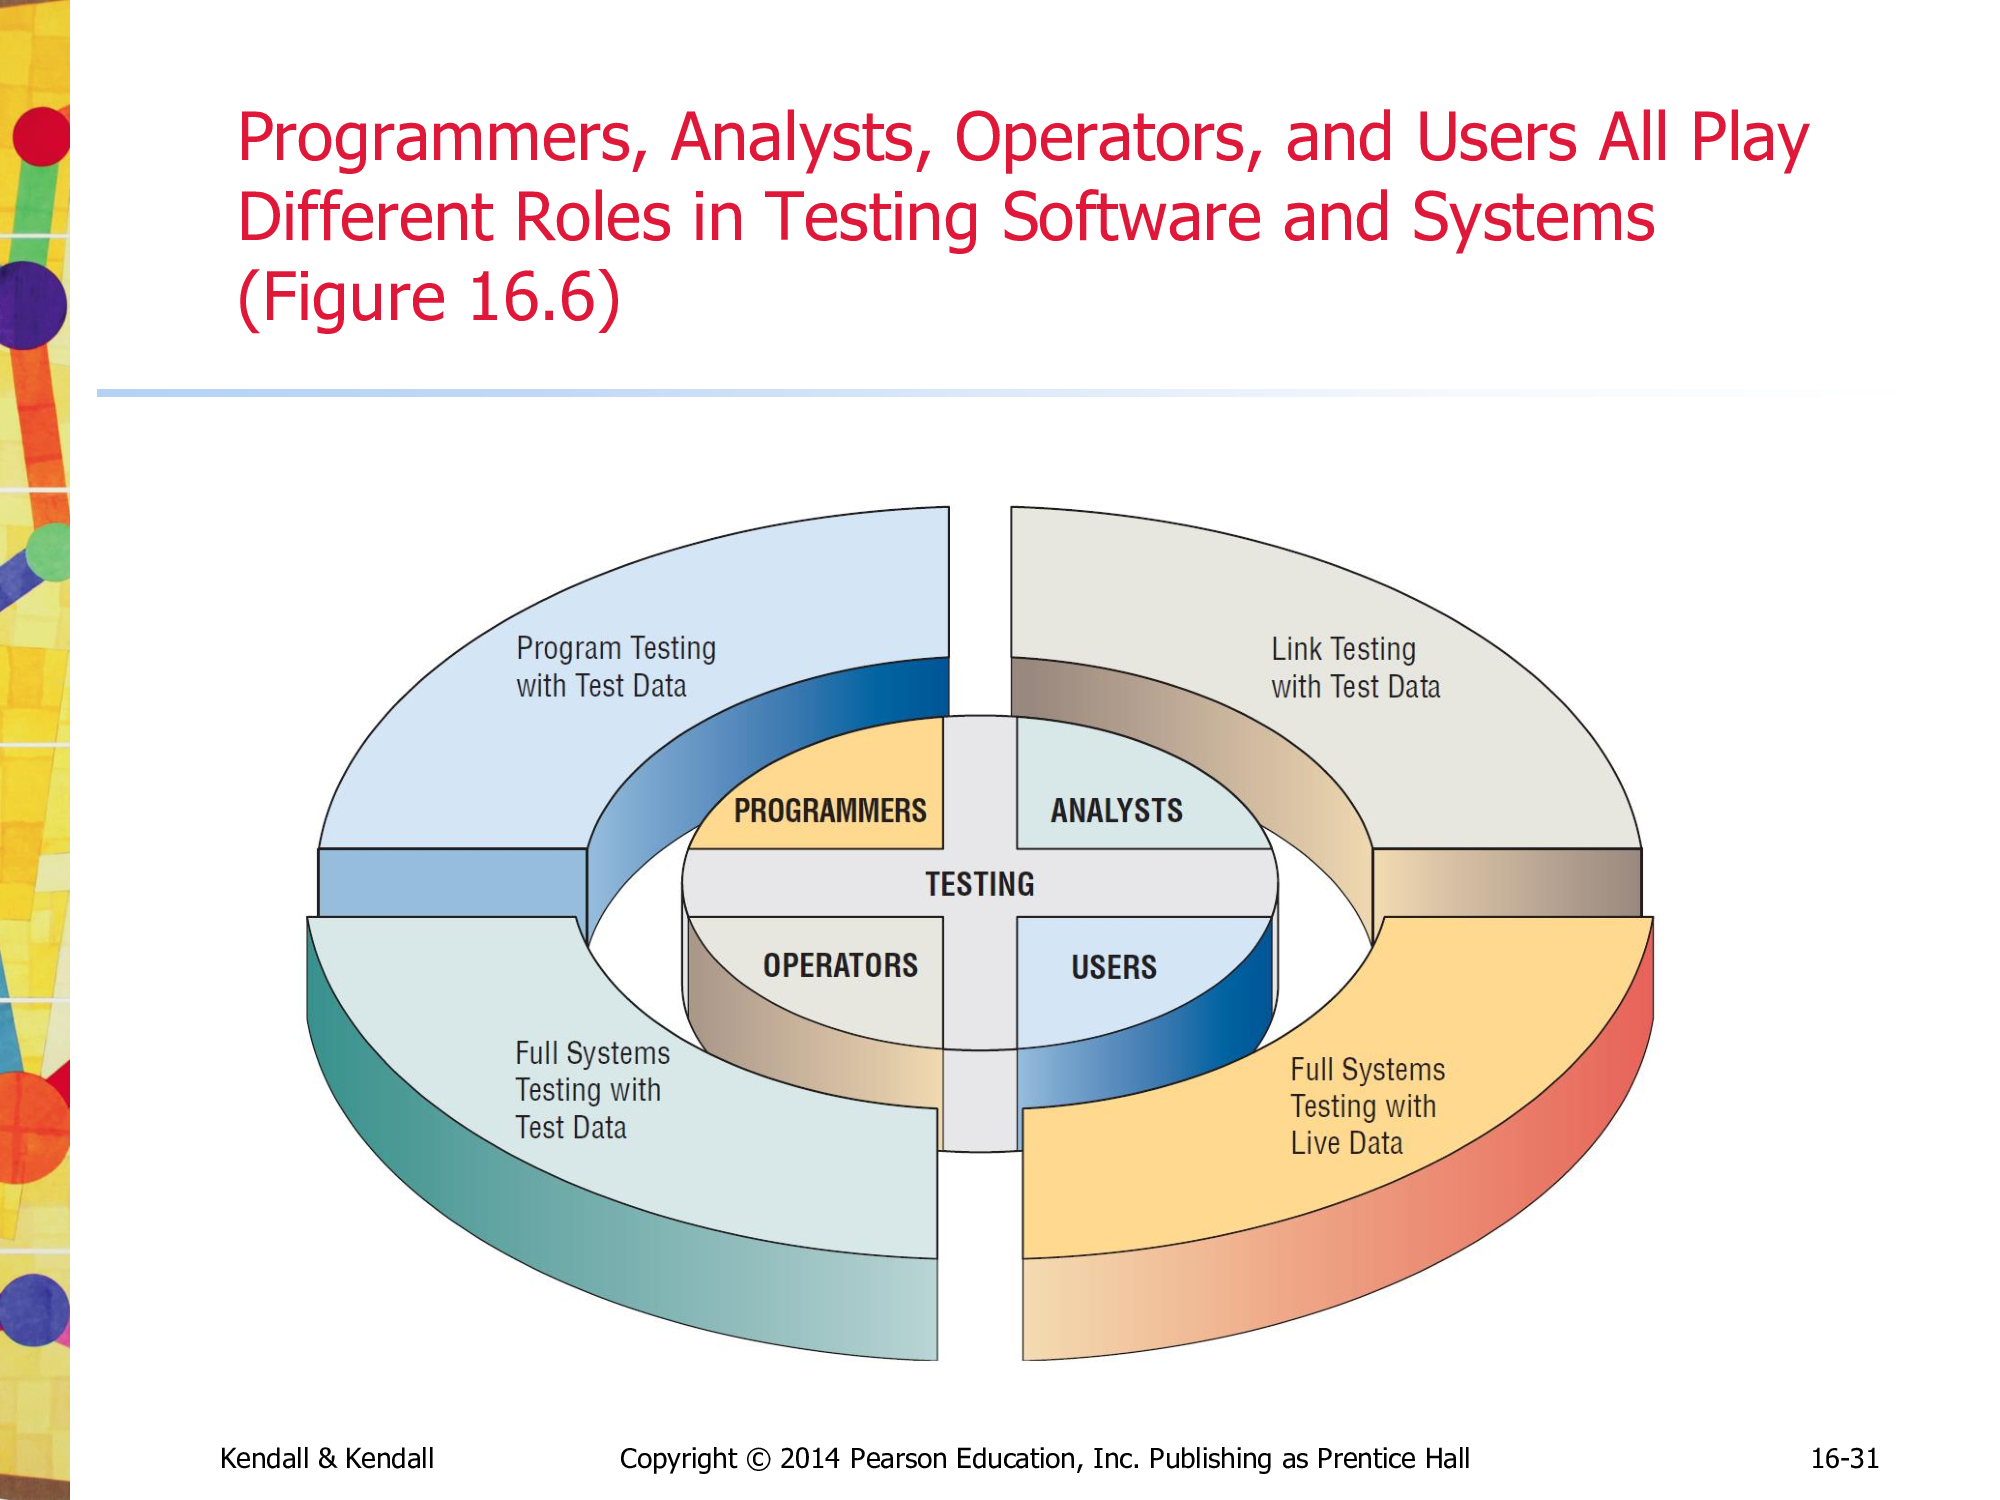 Programmers, Analysts, Operators, and Users All Play
Different Roles in Testing Software and Systems
(Figure 16.6)
Program Testing
with Test Data
Link Testing
with Test Data
PROGRAMMERS
ANALYSTS
TESTING
OPERATORS
USERS
Full Systems
Testing with
Test Data
Full Systems
Testing with
Live Data
Kendall & Kendall
Copyright © 2014 Pearson Education, Inc. Publishing as Prentice Hall
16-31